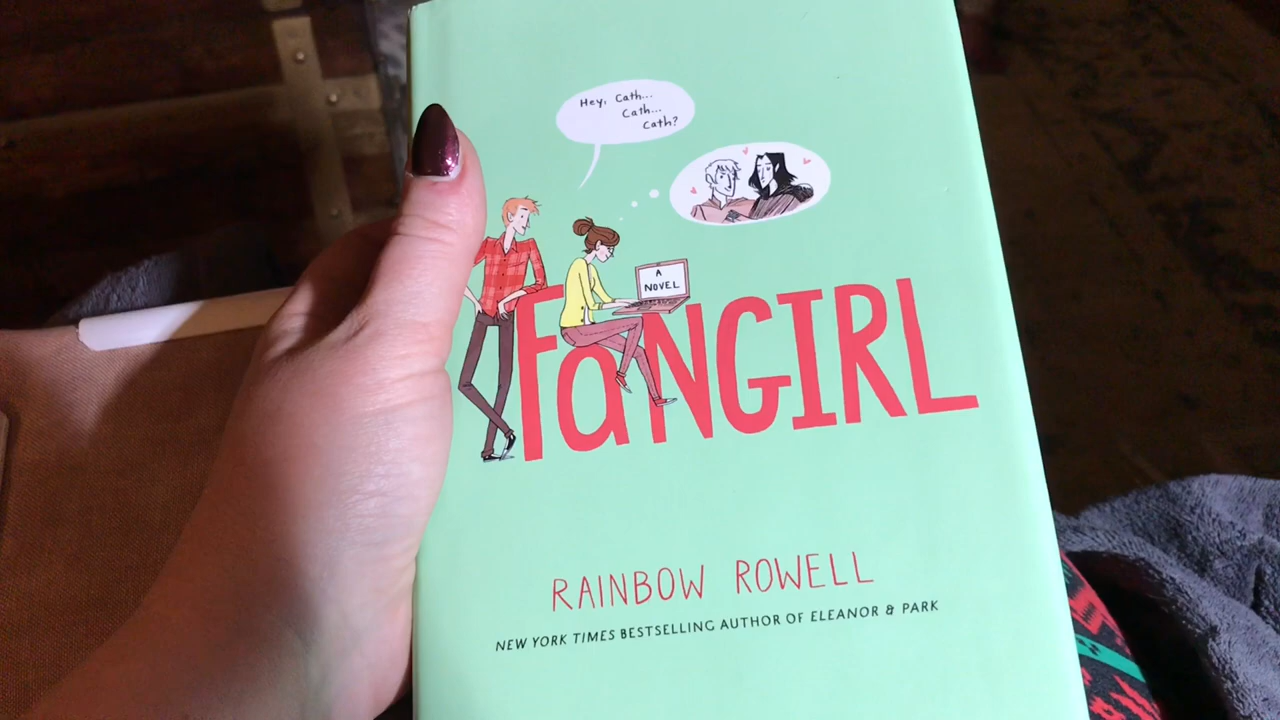 Hey, Cath...
Cath...
Cath?
A
NOVEL
FaNGIRL
RAINBOW ROWELL
NEW YORK TIMES BESTSELLING AUTHOR OF ELEANOR & PARK